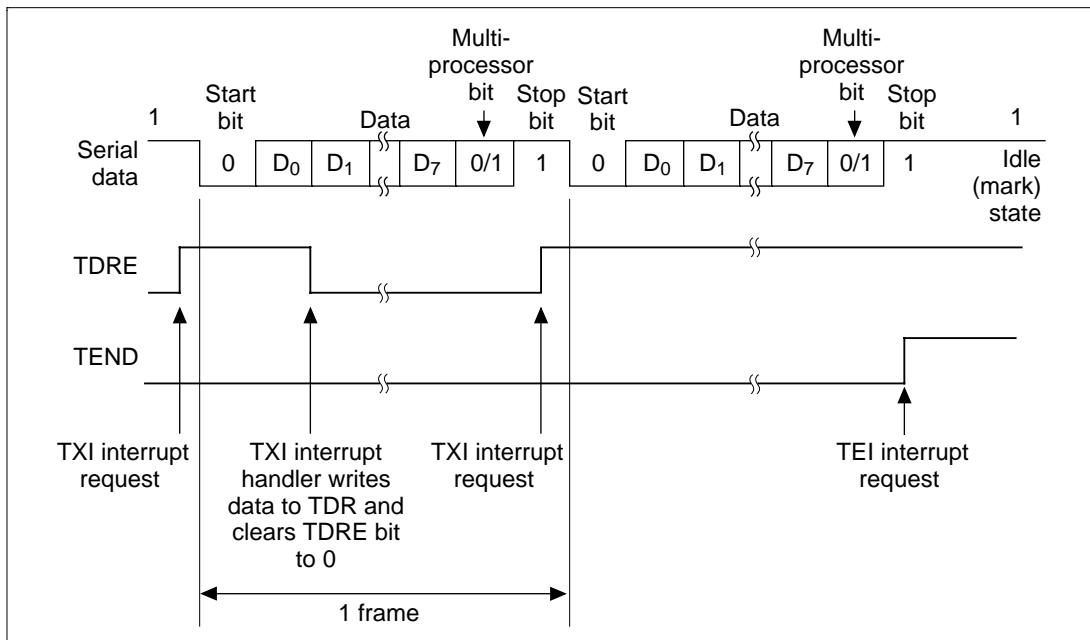 Multi-
processor
bit
Multi-
processor
bit
1
Start
bit
Data
Stop
bit
Start
bit
Data
Stop
bit
1
Serial
data
0 D0 D1 D7 0/1 1 0 D0 D1 D7 0/1 1
Idle
(mark)
state
TDRE
TEND
TXI interrupt
request
TXI interrupt
handler writes
data to TDR and
clears TDRE bit
to 0
TXI interrupt
request
TEI interrupt
request
1 frame